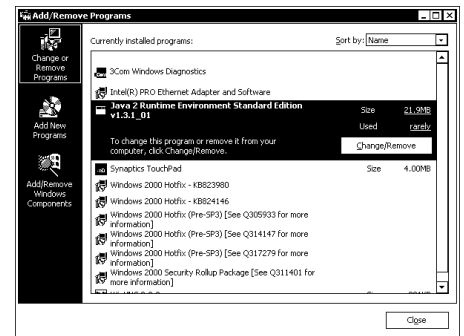 Add/Remove Programs
Change or
Remove
Programs
Add New
Programs
Add/Remove
Windows
Components
Currently installed programs:
Sort by: Name
3Com Windows Diagnostics
Intel(R) PRO Ethernet Adapter and Software
Java 2 Runtime Environment Standard Edition
v1.3.1_01
Size 21.9MB
Used rarely
To change this program or remove it from your
computer, click Change/Remove.
Change/Remove
Synaptics TouchPad Size 4.00MB
Windows 2000 Hotfix - KB823980
Windows 2000 Hotfix - KB824146
Windows 2000 Hotfix (Pre-SP3) [See Q305933 for more
information]
Windows 2000 Hotfix (Pre-SP3) [See Q314147 for more
information]
Windows 2000 Hotfix (Pre-SP3) [See Q317279 for more
information]
Windows 2000 Security Rollup Package [See Q311401 for
more information]
Close